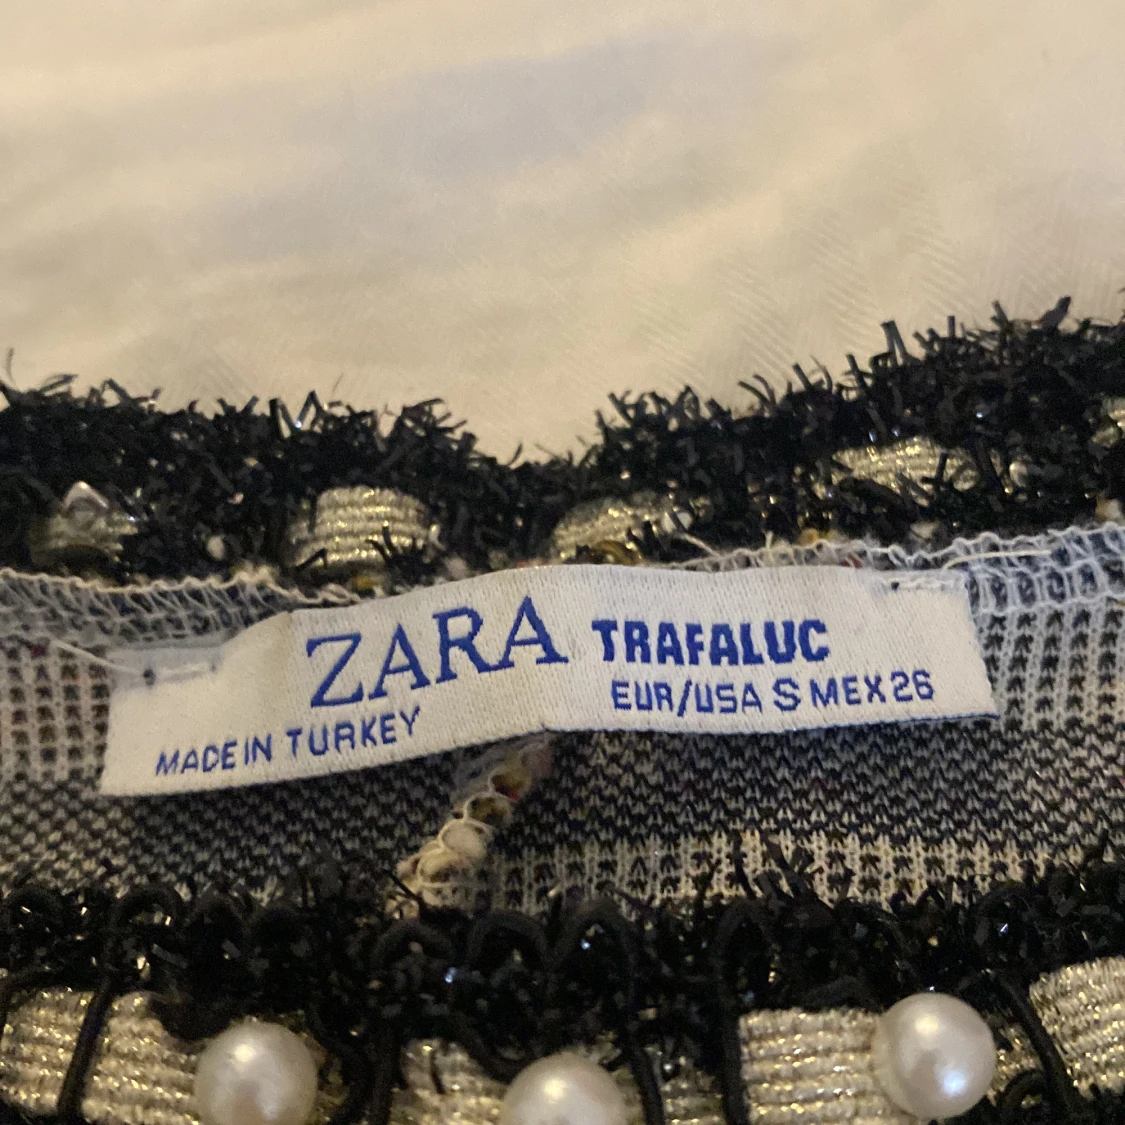 ZARA TRAFALUC
EUR/USA S MEX 26
MADE IN TURKEY